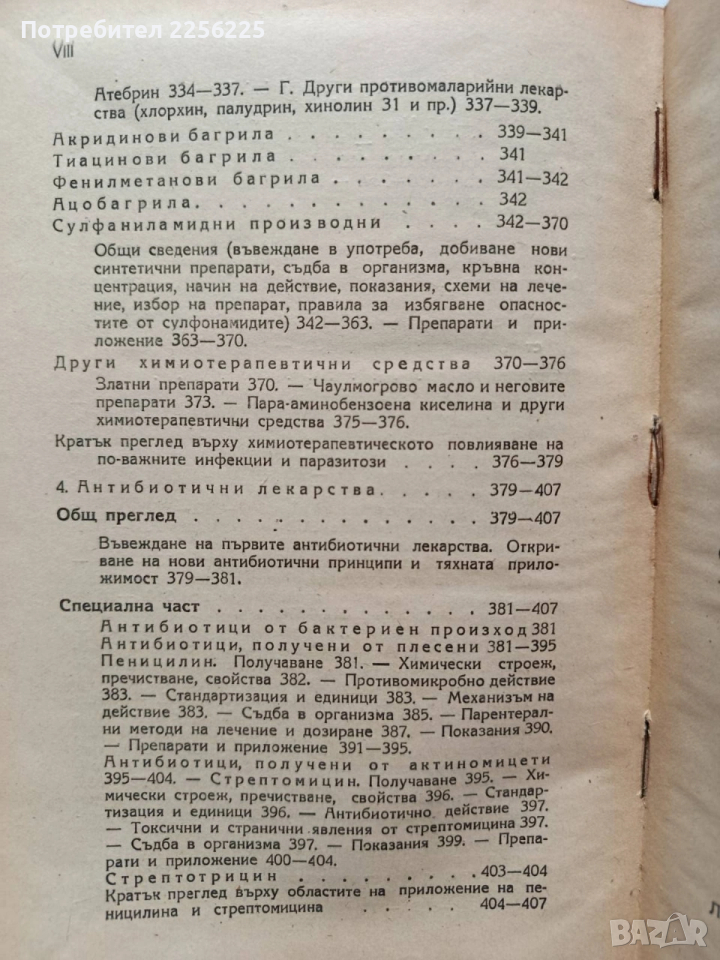 Потребител 2256225
VIII
Атебрин 334—337. — Г. Други противомаларийни лекар-
ства (хлорхин, палудрин, хинолин 31 и пр.) 337—339.
Акридинови багрила . . . . . . . . 339—341
Тиацинови багрила . . . . . . . . 341
Фенилметанови багрила . . . . . . 341—342
Ацобагрила. . . . . . . . . . . 342
Сулфаниламидни производни . . . . 342—370
Общи сведения (въвеждане в употреба, добиване нови
синтетични препарати, съдба в организма, кръвна кон-
центрация, начин на действие, показания, схеми на лече-
ние, избор на препарат, правила за избягване опаснос-
тите от сулфонамидите) 342—363. — Препарати и при-
ложение 363—370.
Други химиотерапевтични средства 370—376
Златни препарати 370. — Чаулмогрово масло и неговите
препарати 373. — Пара-аминобензоена киселина и други
химиотерапевтични средства 375—376.
Кратък преглед върху химиотерапевтическото повлияване на
по-важните инфекции и паразитози . . . . 376—379
4. Антибиотични лекарства. . . . . 379—407
Общ преглед . . . . . . . . . . . . 379—407
Въвеждане на първите антибиотични лекарства. Откри-
ване на нови антибиотични принципи и тяхната прило-
жимост 379—381.
Специална част . . . . . . . . . . . 381—407
Антибиотици от бактериен произход 381
Антибиотици, получени от плесени 381—395
Пеницилин. Получаване 381. — Химически строеж,
пречистване, свойства 382. — Противомикробно действие
383. — Стандартизация и единици 383. — Механизъм на
действие 383. — Съдба в организма 385. — Парентерал-
ни методи на лечение и дозиране 387. — Показания 390.
— Препарати и приложение 391—395.
Антибиотици, получени от актиномицети
395—404. — Стрептомицин. Получаване 395. — Хи-
мически строеж, пречистване, свойства 396. — Стандар-
тизация и единици 396. — Антибиотично действие 397.
— Токсични и странични явления от стрептомицина 397.
— Съдба в организма 397. — Показания 399. — Препа-
рати и приложение 400—404.
Стрептотрицин . . . . . . . . . 403—404
Кратък преглед върху областите на приложение на пе-
ницилина и стрептомицина . . . . . 404—407
BAZAR